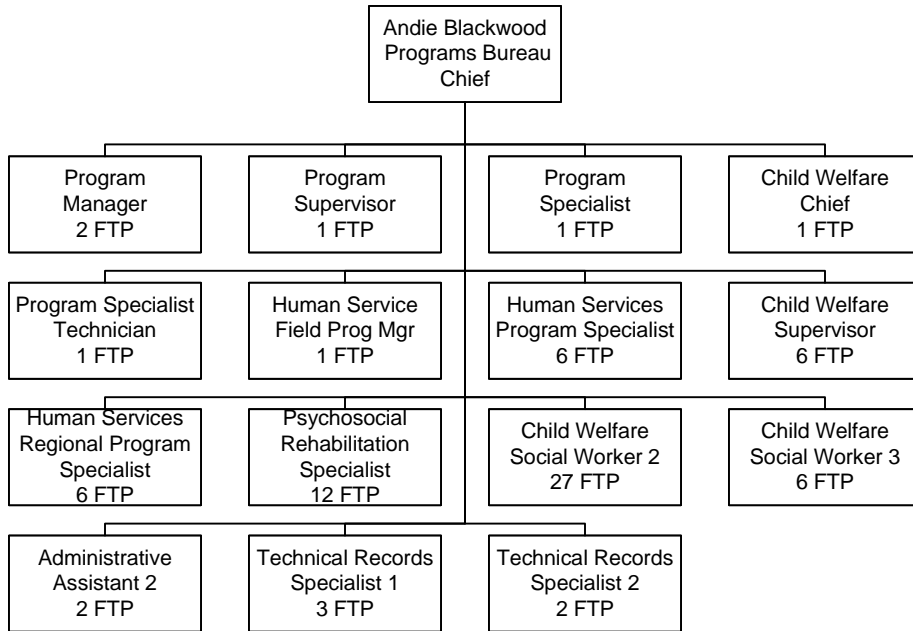 Andie Blackwood
Programs Bureau
Chief
Program
Manager
2 FTP
Program
Supervisor
1 FTP
Program
Specialist
1 FTP
Child Welfare
Chief
1 FTP
Program Specialist
Technician
1 FTP
Human Service
Field Prog Mgr
1 FTP
Human Services
Program Specialist
6 FTP
Child Welfare
Supervisor
6 FTP
Human Services
Regional Program
Specialist
6 FTP
Psychosocial
Rehabilitation
Specialist
12 FTP
Child Welfare
Social Worker 2
27 FTP
Child Welfare
Social Worker 3
6 FTP
Administrative
Assistant 2
2 FTP
Technical Records
Specialist 1
3 FTP
Technical Records
Specialist 2
2 FTP